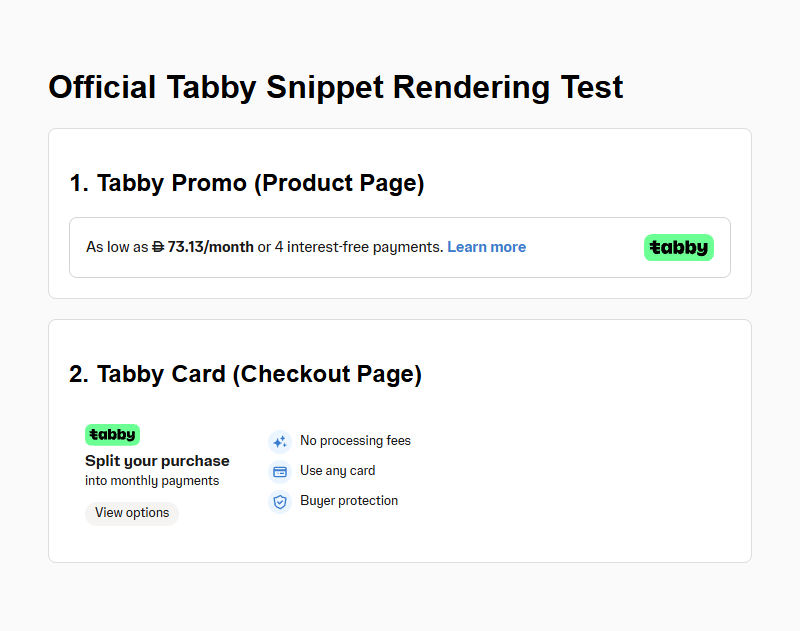 Official Tabby Snippet Rendering Test
1. Tabby Promo (Product Page)
As low as D 73.13/month or 4 interest-free payments. Learn more
tabby
2. Tabby Card (Checkout Page)
tabby
Split your purchase
into monthly payments
View options
No processing fees
Use any card
Buyer protection